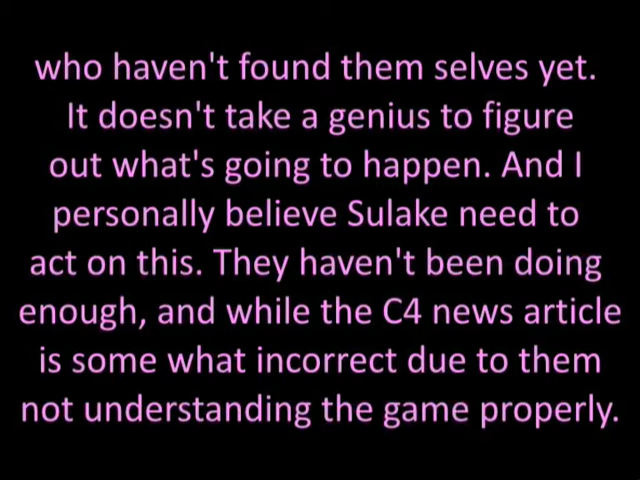 who haven't found them selves yet.
It doesn't take a genius to figure
out what's going to happen. And I
personally believe Sulake need to
act on this. They haven't been doing
enough, and while the C4 news article
is some what incorrect due to them
not understanding the game properly.